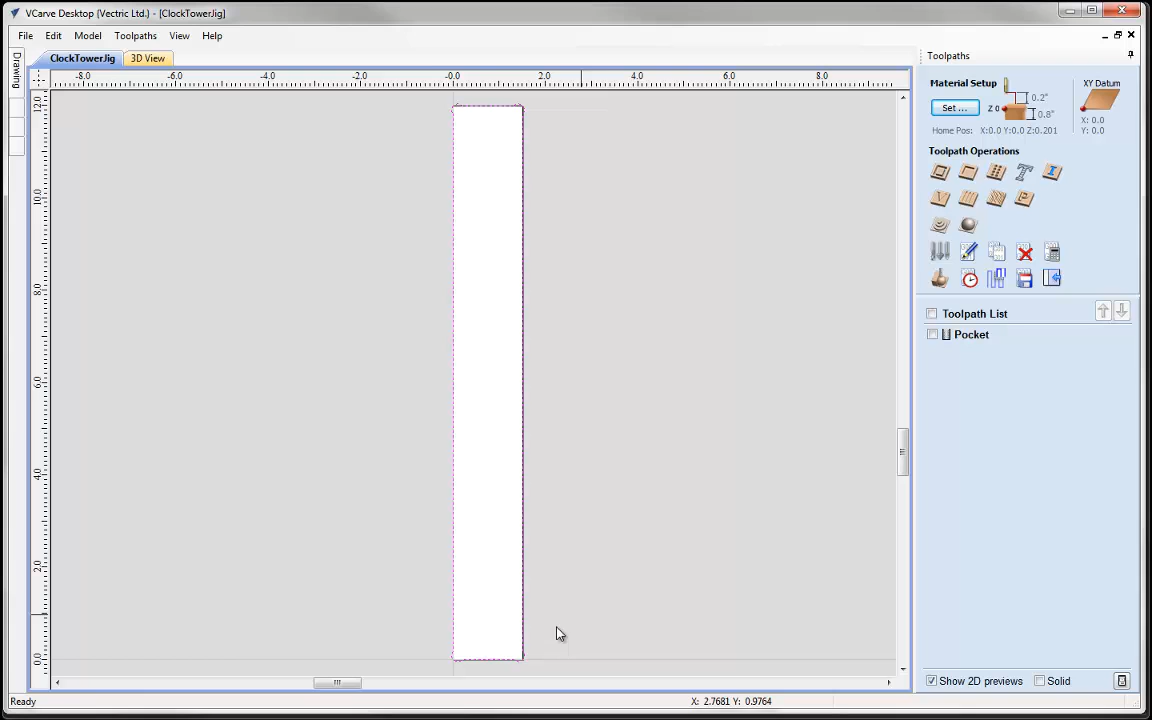 VCarve Desktop {Vectric Ltd.} - [ClockTowerJig]
File Edit Model Toolpaths View Help
Drawing
ClockTowerJig 3D View
-8.0 -6.0 -4.0 -2.0 -0.0 2.0 4.0 6.0 8.0
12.0
10.0
8.0
6.0
4.0
2.0
0.0
Toolpaths
Material Setup
Set ...
Z 0
0.2"
0.8"
XY Datum
X: 0.0
Y: 0.0
Home Pos: X:0.0 Y:0.0 Z:0.201
Toolpath Operations
Toolpath List
Pocket
Show 2D previews Solid
Ready
X: 2.7681 Y: 0.9764